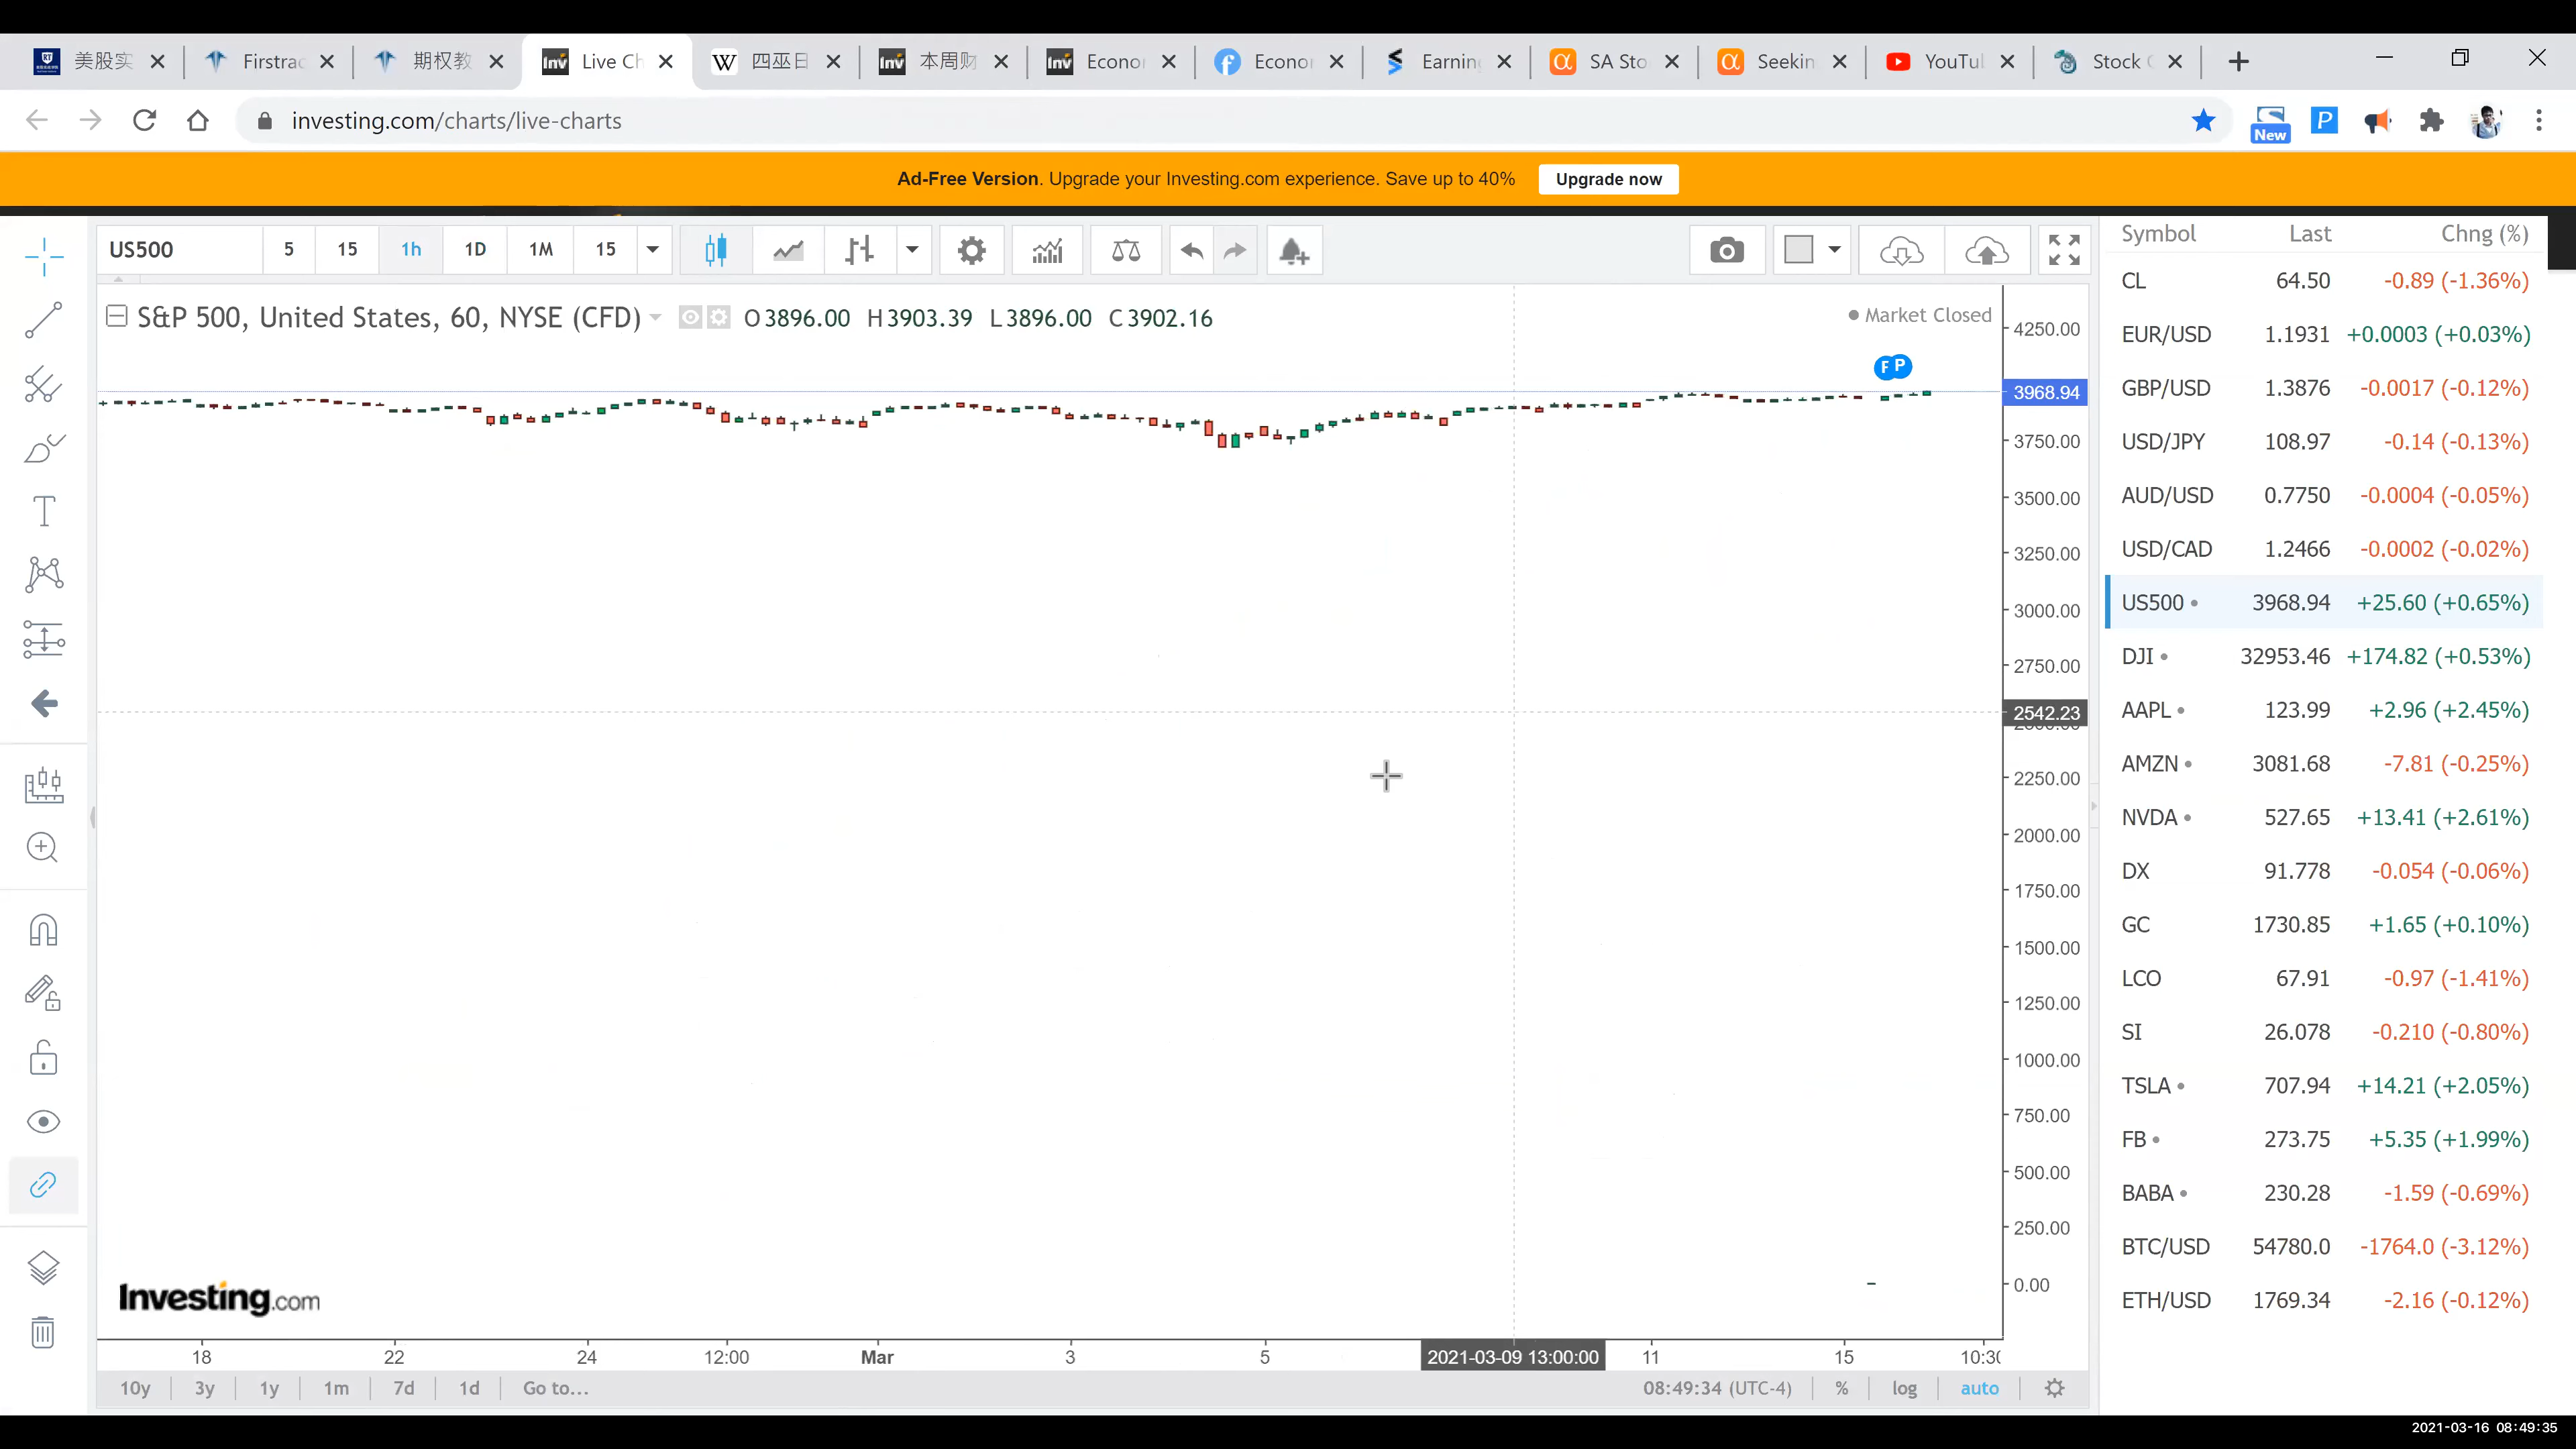 美股实 Firstrac 期权教 Live Ch 四巫日 本周财 Econo Econo Earnin SA Sto Seekin YouTu Stock
investing.com/charts/live-charts
New
Ad-Free Version. Upgrade your Investing.com experience. Save up to 40% Upgrade now
US500 5 15 1h 1D 1M 15
S&P 500, United States, 60, NYSE (CFD) O3896.00 H3903.39 L3896.00 C3902.16
Market Closed
F P
4250.00
3968.94
3750.00
3500.00
3250.00
3000.00
2750.00
2542.23
2250.00
2000.00
1750.00
1500.00
1250.00
1000.00
750.00
500.00
250.00
0.00
Investing.com
18 22 24 12:00 Mar 3 5 2021-03-09 13:00:00 11 15 10:30
10y 3y 1y 1m 7d 1d Go to... 08:49:34 (UTC-4) % log auto
Symbol Last Chng (%)
CL 64.50 -0.89 (-1.36%)
EUR/USD 1.1931 +0.0003 (+0.03%)
GBP/USD 1.3876 -0.0017 (-0.12%)
USD/JPY 108.97 -0.14 (-0.13%)
AUD/USD 0.7750 -0.0004 (-0.05%)
USD/CAD 1.2466 -0.0002 (-0.02%)
US500 3968.94 +25.60 (+0.65%)
DJI 32953.46 +174.82 (+0.53%)
AAPL 123.99 +2.96 (+2.45%)
AMZN 3081.68 -7.81 (-0.25%)
NVDA 527.65 +13.41 (+2.61%)
DX 91.778 -0.054 (-0.06%)
GC 1730.85 +1.65 (+0.10%)
LCO 67.91 -0.97 (-1.41%)
SI 26.078 -0.210 (-0.80%)
TSLA 707.94 +14.21 (+2.05%)
FB 273.75 +5.35 (+1.99%)
BABA 230.28 -1.59 (-0.69%)
BTC/USD 54780.0 -1764.0 (-3.12%)
ETH/USD 1769.34 -2.16 (-0.12%)
2021-03-16 08:49:35